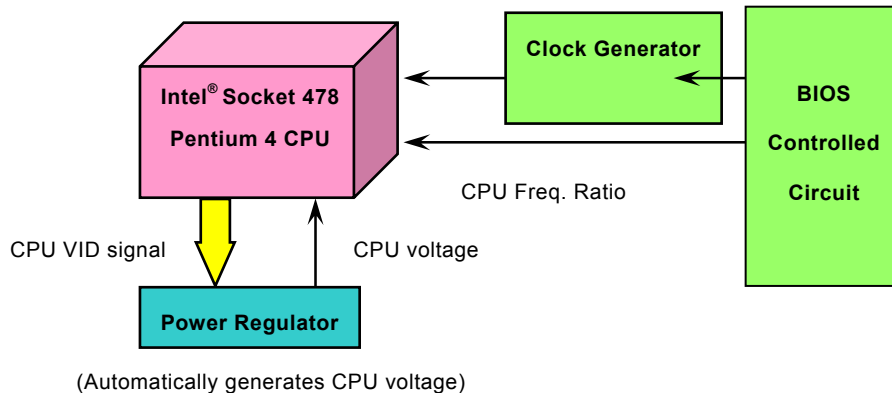 Intel® Socket 478
Pentium 4 CPU
Clock Generator
BIOS
Controlled
Circuit
CPU Freq. Ratio
CPU VID signal
CPU voltage
Power Regulator
(Automatically generates CPU voltage)